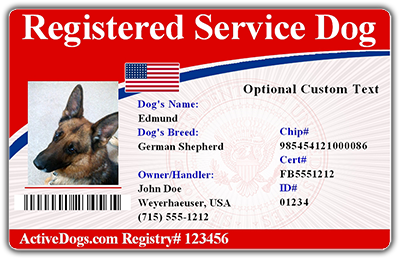 Registered Service Dog
Optional Custom Text
Dog's Name:
Edmund
Dog's Breed:
German Shepherd
Chip#
985454121000086
Cert#
FB5551212
Owner/Handler:
John Doe
Weyerhaeuser, USA
(715) 555-1212
ID#
01234
ActiveDogs.com Registry# 123456